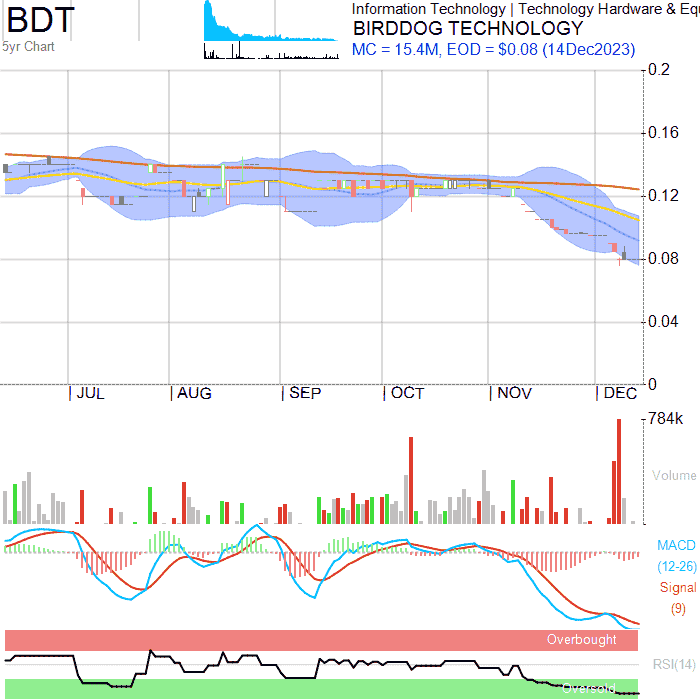 BDT
5yr Chart
Information Technology | Technology Hardware & Equ
BIRDDOG TECHNOLOGY
MC = 15.4M, EOD = $0.08 (14Dec2023)
0.2
0.16
0.12
0.08
0.04
0
| JUL | AUG | SEP | OCT | NOV | DEC
784k
Volume
MACD
(12-26)
Signal
(9)
Overbought
RSI(14)
Oversold